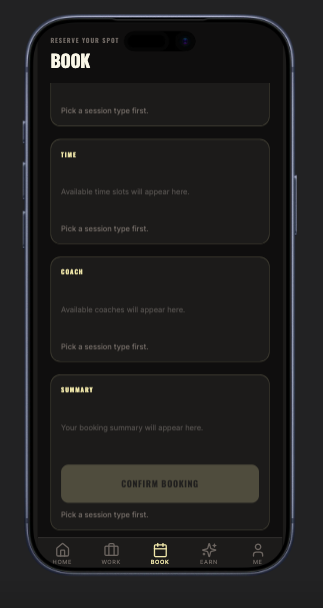 RESERVE YOUR SPOT
BOOK
Pick a session type first.
TIME
Available time slots will appear here.
Pick a session type first.
COACH
Available coaches will appear here.
Pick a session type first.
SUMMARY
Your booking summary will appear here.
CONFIRM BOOKING
Pick a session type first.
HOME WORK BOOK EARN ME